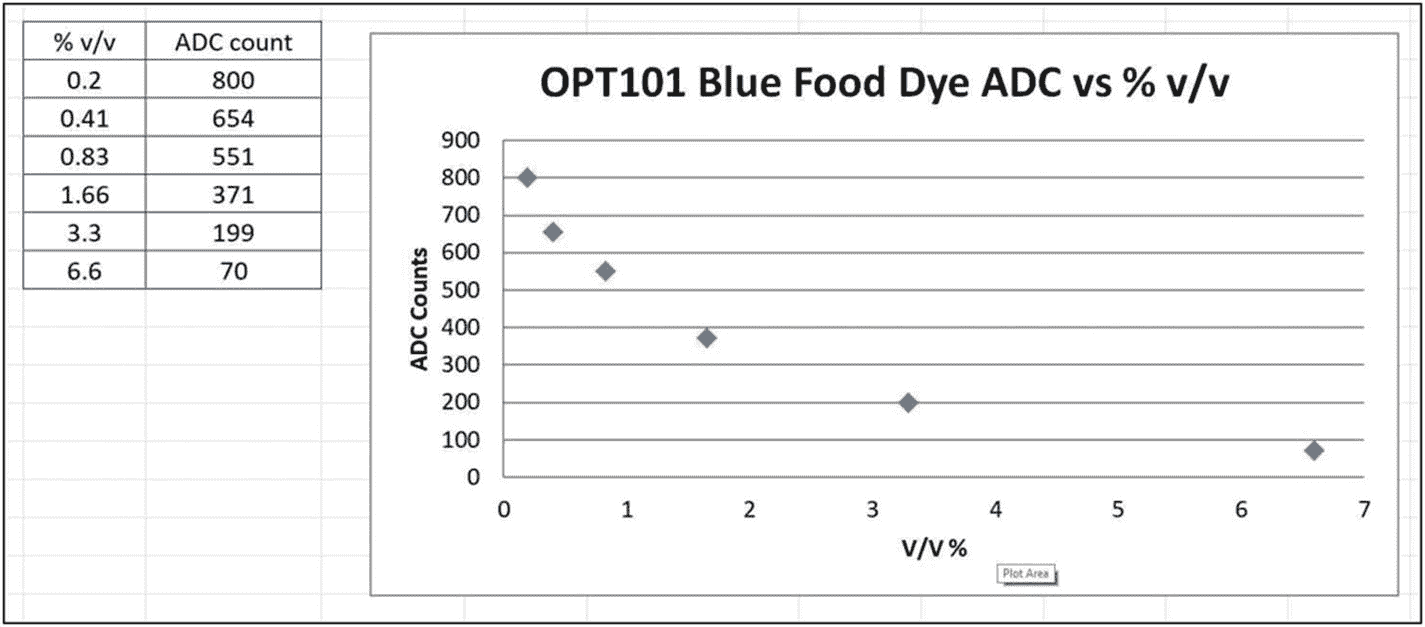 % v/v ADC count
0.2 800
0.41 654
0.83 551
1.66 371
3.3 199
6.6 70
OPT101 Blue Food Dye ADC vs % v/v
ADC Counts
900
800
700
600
500
400
300
200
100
0
0 1 2 3 4 5 6 7
V/V %
Plot Area